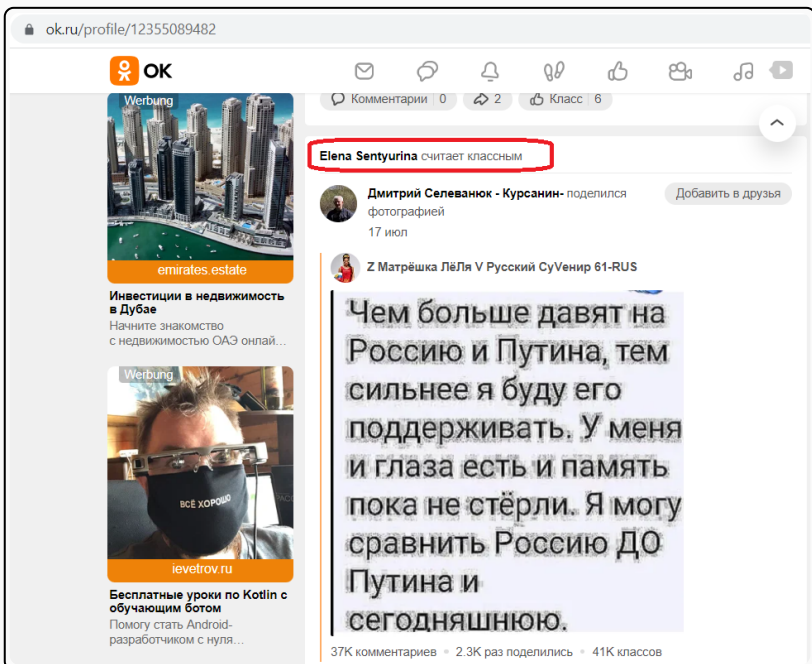 ok.ru/profile/12355089482
OK
Комментарии 0 2 Класс 6
Elena Sentyurina считает классным
Дмитрий Селеванюк - Курсанин- поделился
фотографией
17 июл
Добавить в друзья
Z Матрёшка ЛёЛя V Русский СуVенир 61-RUS
Чем больше давят на
Россию и Путина, тем
сильнее я буду его
поддерживать. У меня
и глаза есть и память
пока не стёрли. Я могу
сравнить Россию ДО
Путина и
сегодняшнюю.
37K комментариев • 2.3K раз поделились • 41K классов
Werbung
emirates.estate
Инвестиции в недвижимость
в Дубае
Начните знакомство
с недвижимостью ОАЭ онлай...
Werbung
ВСЁ ХОРОШО
ievetrov.ru
Бесплатные уроки по Kotlin с
обучающим ботом
Помогу стать Android-
разработчиком с нуля...